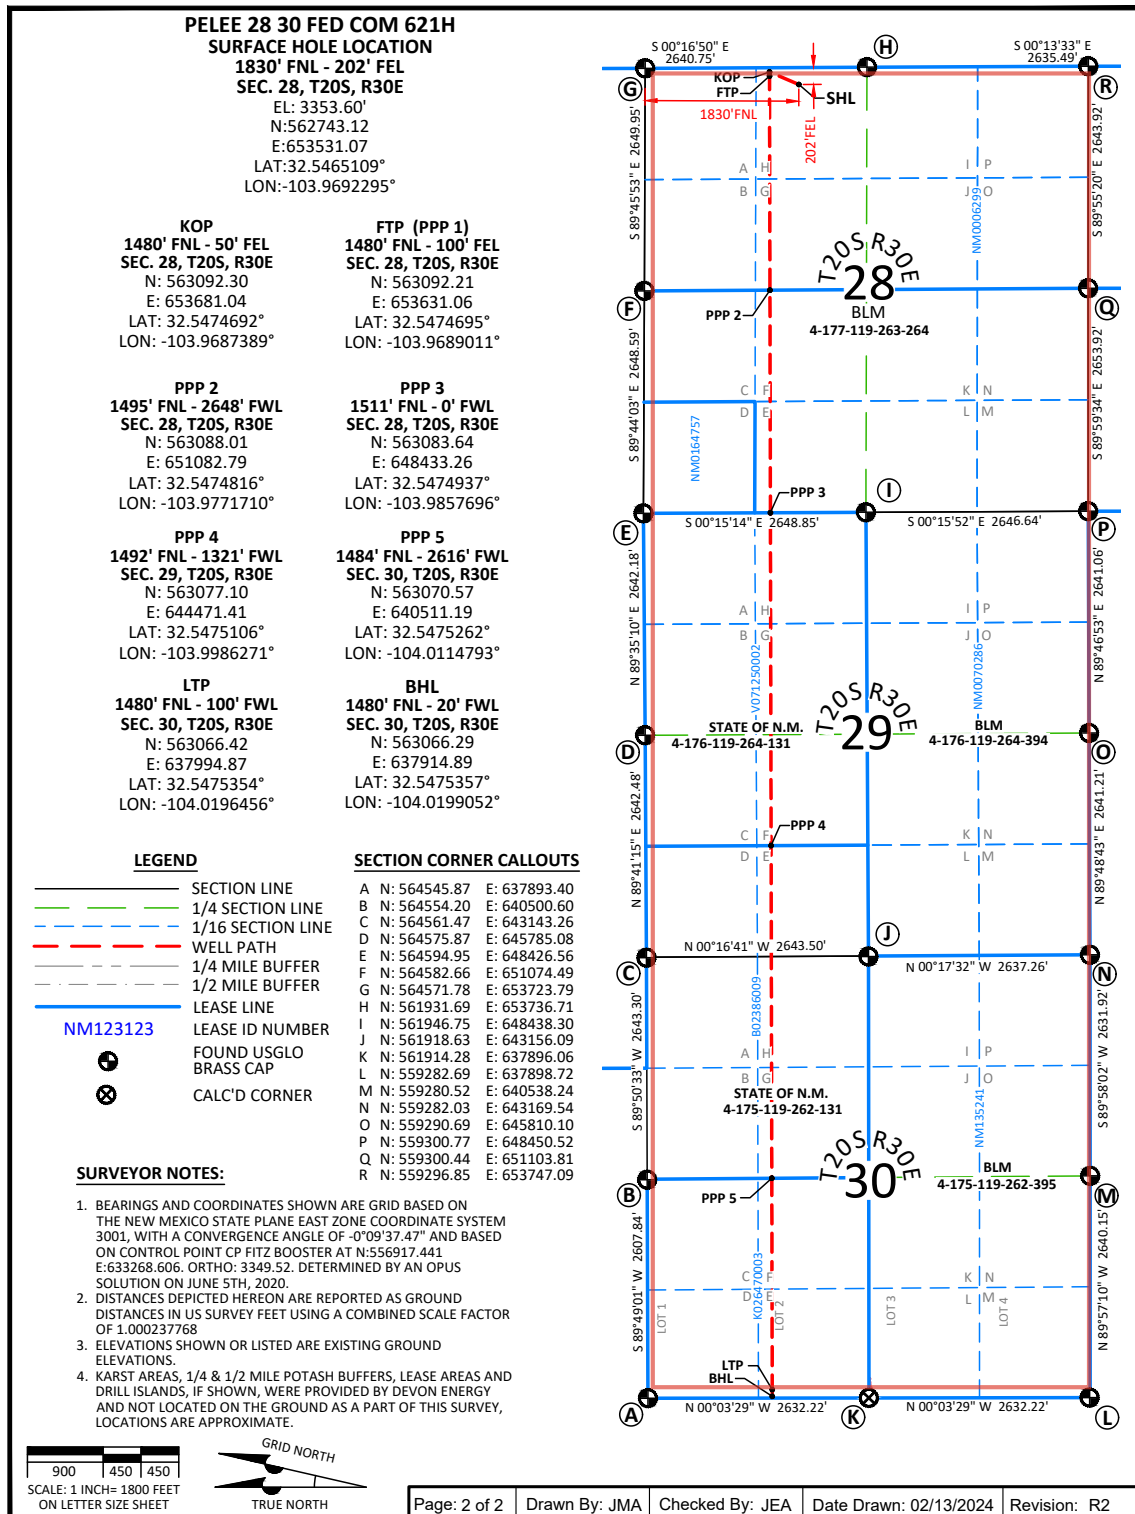 PELEE 28 30 FED COM 621H
SURFACE HOLE LOCATION
1830' FNL - 202' FEL
SEC. 28, T20S, R30E
EL: 3353.60'
N:562743.12
E:653531.07
LAT:32.5465109°
LON:-103.9692295°
KOP
1480' FNL - 50' FEL
SEC. 28, T20S, R30E
N: 563092.30
E: 653681.04
LAT: 32.5474692°
LON: -103.9687389°
FTP (PPP 1)
1480' FNL - 100' FEL
SEC. 28, T20S, R30E
N: 563092.21
E: 653631.06
LAT: 32.5474695°
LON: -103.9689011°
PPP 2
1495' FNL - 2648' FWL
SEC. 28, T20S, R30E
N: 563088.01
E: 651082.79
LAT: 32.5474816°
LON: -103.9771710°
PPP 3
1511' FNL - 0' FWL
SEC. 28, T20S, R30E
N: 563083.64
E: 648433.26
LAT: 32.5474937°
LON: -103.9857696°
PPP 4
1492' FNL - 1321' FWL
SEC. 29, T20S, R30E
N: 563077.10
E: 644471.41
LAT: 32.5475106°
LON: -103.9986271°
PPP 5
1484' FNL - 2616' FWL
SEC. 30, T20S, R30E
N: 563070.57
E: 640511.19
LAT: 32.5475262°
LON: -104.0114793°
LTP
1480' FNL - 100' FWL
SEC. 30, T20S, R30E
N: 563066.42
E: 637994.87
LAT: 32.5475354°
LON: -104.0196456°
BHL
1480' FNL - 20' FWL
SEC. 30, T20S, R30E
N: 563066.29
E: 637914.89
LAT: 32.5475357°
LON: -104.0199052°
LEGEND
SECTION LINE
1/4 SECTION LINE
1/16 SECTION LINE
WELL PATH
1/4 MILE BUFFER
1/2 MILE BUFFER
LEASE LINE
NM123123 LEASE ID NUMBER
FOUND USGLO
BRASS CAP
CALC'D CORNER
SECTION CORNER CALLOUTS
A N: 564545.87 E: 637893.40
B N: 564554.20 E: 640500.60
C N: 564561.47 E: 643143.26
D N: 564575.87 E: 645785.08
E N: 564594.95 E: 648426.56
F N: 564582.66 E: 651074.49
G N: 564571.78 E: 653723.79
H N: 561931.69 E: 653736.71
I N: 561946.75 E: 648438.30
J N: 561918.63 E: 643156.09
K N: 561914.28 E: 637896.06
L N: 559282.69 E: 637898.72
M N: 559280.52 E: 640538.24
N N: 559282.03 E: 643169.54
O N: 559290.69 E: 645810.10
P N: 559300.77 E: 648450.52
Q N: 559300.44 E: 651103.81
R N: 559296.85 E: 653747.09
SURVEYOR NOTES:
1. BEARINGS AND COORDINATES SHOWN ARE GRID BASED ON
THE NEW MEXICO STATE PLANE EAST ZONE COORDINATE SYSTEM
3001, WITH A CONVERGENCE ANGLE OF -0°09'37.47" AND BASED
ON CONTROL POINT CP FITZ BOOSTER AT N:556917.441
E:633268.606. ORTHO: 3349.52. DETERMINED BY AN OPUS
SOLUTION ON JUNE 5TH, 2020.
2. DISTANCES DEPICTED HEREON ARE REPORTED AS GROUND
DISTANCES IN US SURVEY FEET USING A COMBINED SCALE FACTOR
OF 1.000237768
3. ELEVATIONS SHOWN OR LISTED ARE EXISTING GROUND
ELEVATIONS.
4. KARST AREAS, 1/4 & 1/2 MILE POTASH BUFFERS, LEASE AREAS AND
DRILL ISLANDS, IF SHOWN, WERE PROVIDED BY DEVON ENERGY
AND NOT LOCATED ON THE GROUND AS A PART OF THIS SURVEY,
LOCATIONS ARE APPROXIMATE.
900 450 450
SCALE: 1 INCH= 1800 FEET
ON LETTER SIZE SHEET
GRID NORTH
TRUE NORTH
S 00°16'50" E
2640.75'
H
S 00°13'33" E
2635.49'
G
KOP
FTP
SHL
R
1830'FNL
202'FEL
S 89°45'53" E 2649.95'
S 89°55'20" E 2643.92'
A H
B G
I P
J O
NM0006299
T20S R30E
28
BLM
4-177-119-263-264
F
PPP 2
Q
S 89°44'03" E 2648.59'
S 89°59'34" E 2653.92'
C F
D E
K N
L M
NM0164757
PPP 3
I
E
S 00°15'14" E 2648.85'
S 00°15'52" E 2646.64'
P
N 89°35'10" E 2642.18'
N 89°46'53" E 2641.06'
A H
B G
I P
J O
V071250002
NM0070286
T20S R30E
29
STATE OF N.M.
4-176-119-264-131
BLM
4-176-119-264-394
D
O
N 89°41'15" E 2642.48'
N 89°48'43" E 2641.21'
PPP 4
C F
D E
K N
L M
N 00°16'41" W 2643.50'
J
C
N 00°17'32" W 2637.26'
N
S 89°50'33" W 2643.30'
S 89°58'02" W 2631.92'
B02386009
A H
B G
I P
J O
STATE OF N.M.
4-175-119-262-131
NM135241
T20S R30E
30
BLM
4-175-119-262-395
B
PPP 5
M
S 89°49'01" W 2607.84'
N 89°57'10" W 2640.15'
K026470003
C F
D E
K N
L M
LOT 1
LOT 2
LOT 3
LOT 4
LTP
BHL
A
N 00°03'29" W 2632.22'
K
N 00°03'29" W 2632.22'
L
Page: 2 of 2 Drawn By: JMA Checked By: JEA Date Drawn: 02/13/2024 Revision: R2